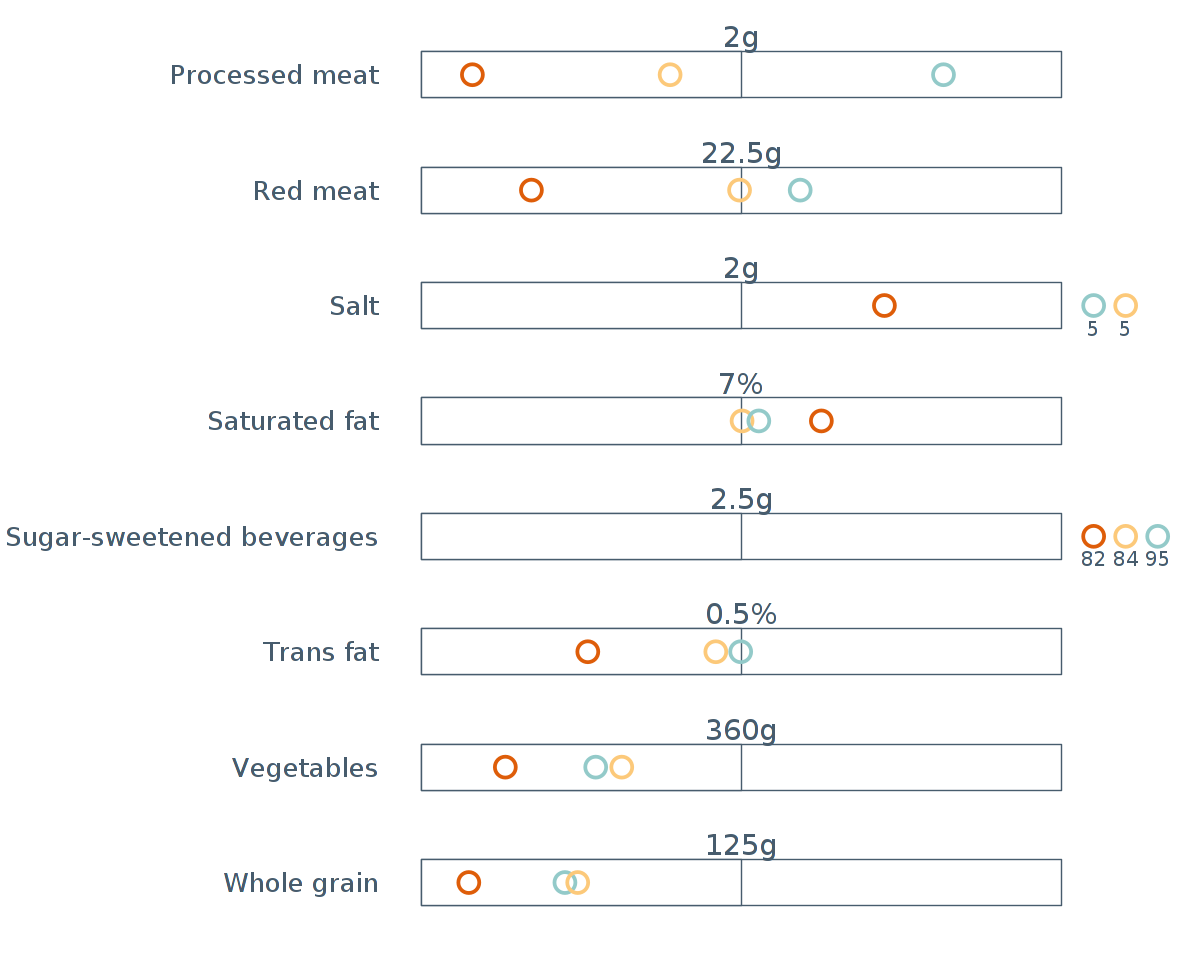 2g
Processed meat
22.5g
Red meat
2g
Salt
5 5
7%
Saturated fat
2.5g
Sugar-sweetened beverages
82 84 95
0.5%
Trans fat
360g
Vegetables
125g
Whole grain